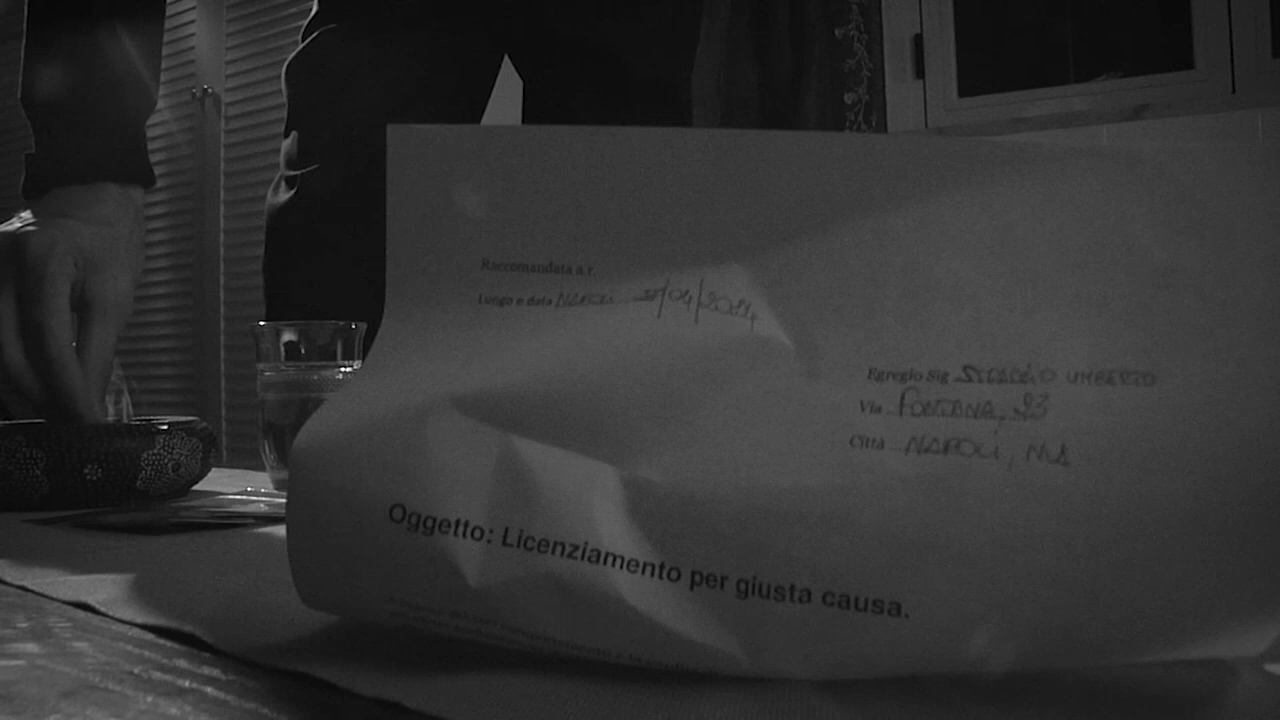 Raccomandata a.r.
Luogo e data NAPOLI /04/2024
Egregio Sig UMBERTO
Via FONTANA, 23
Città NAPOLI, NA
Oggetto: Licenziamento per giusta causa.